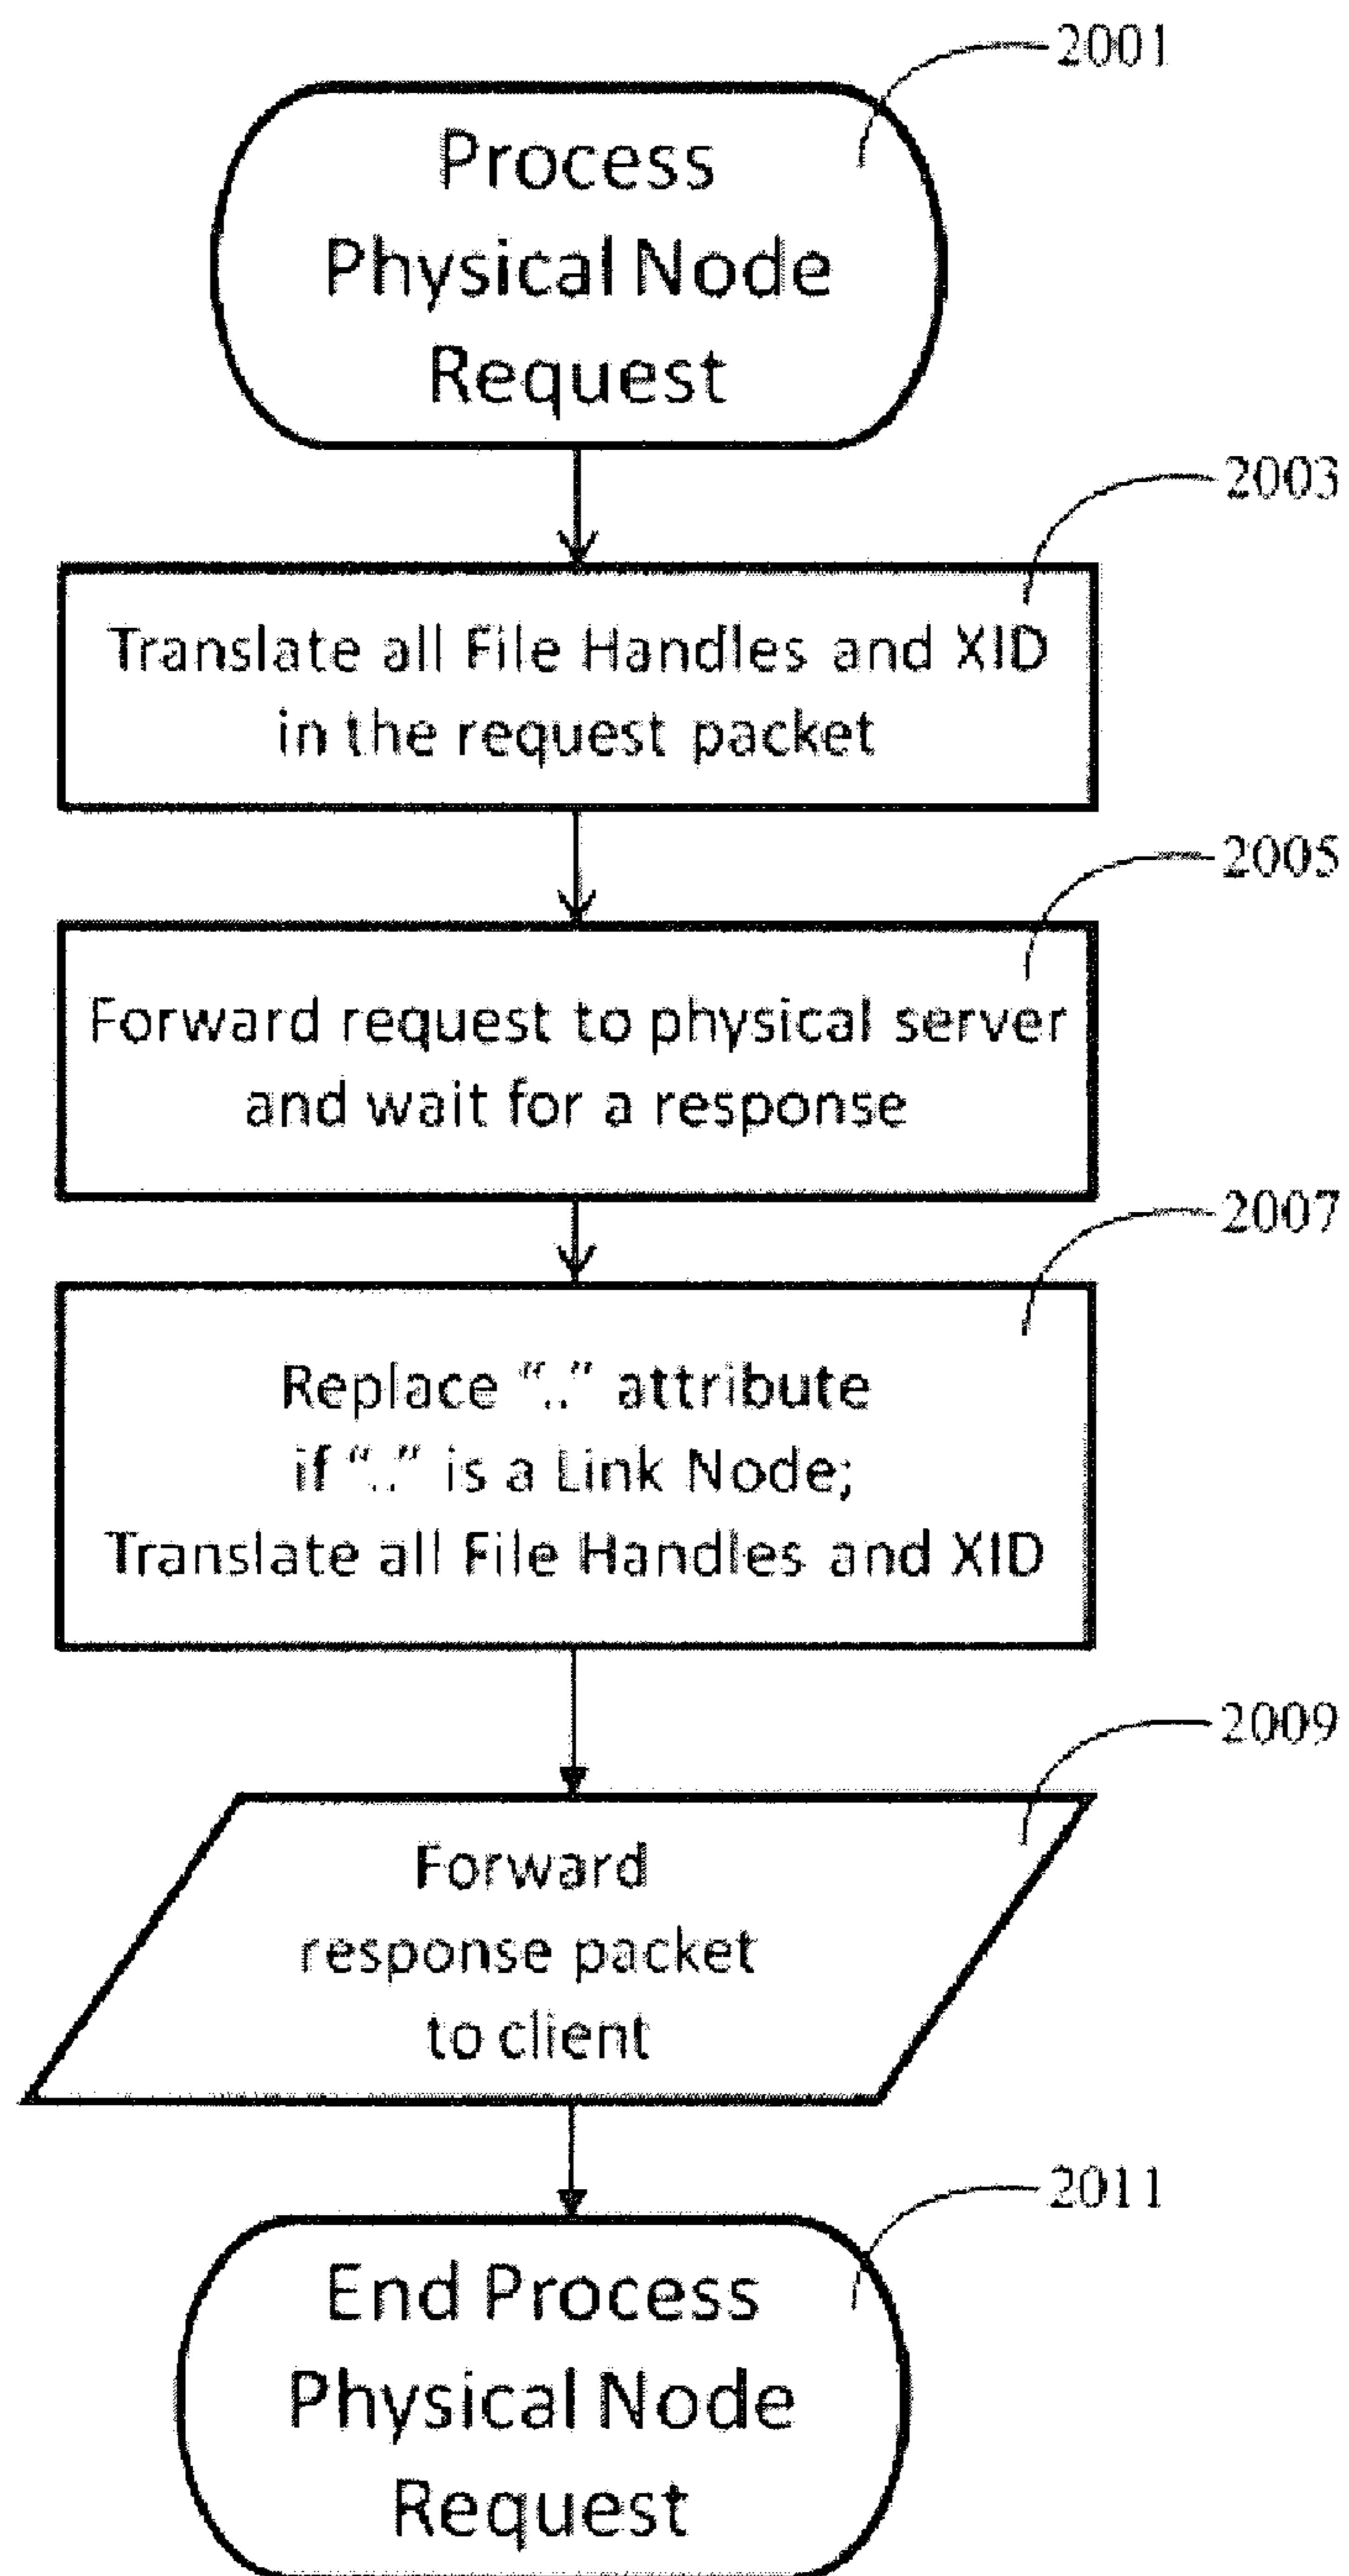 2001
Process
Physical Node
Request
2003
Translate all File Handles and XID
in the request packet
2005
Forward request to physical server
and wait for a response
2007
Replace “..” attribute
if “..” is a Link Node;
Translate all File Handles and XID
2009
Forward
response packet
to client
2011
End Process
Physical Node
Request